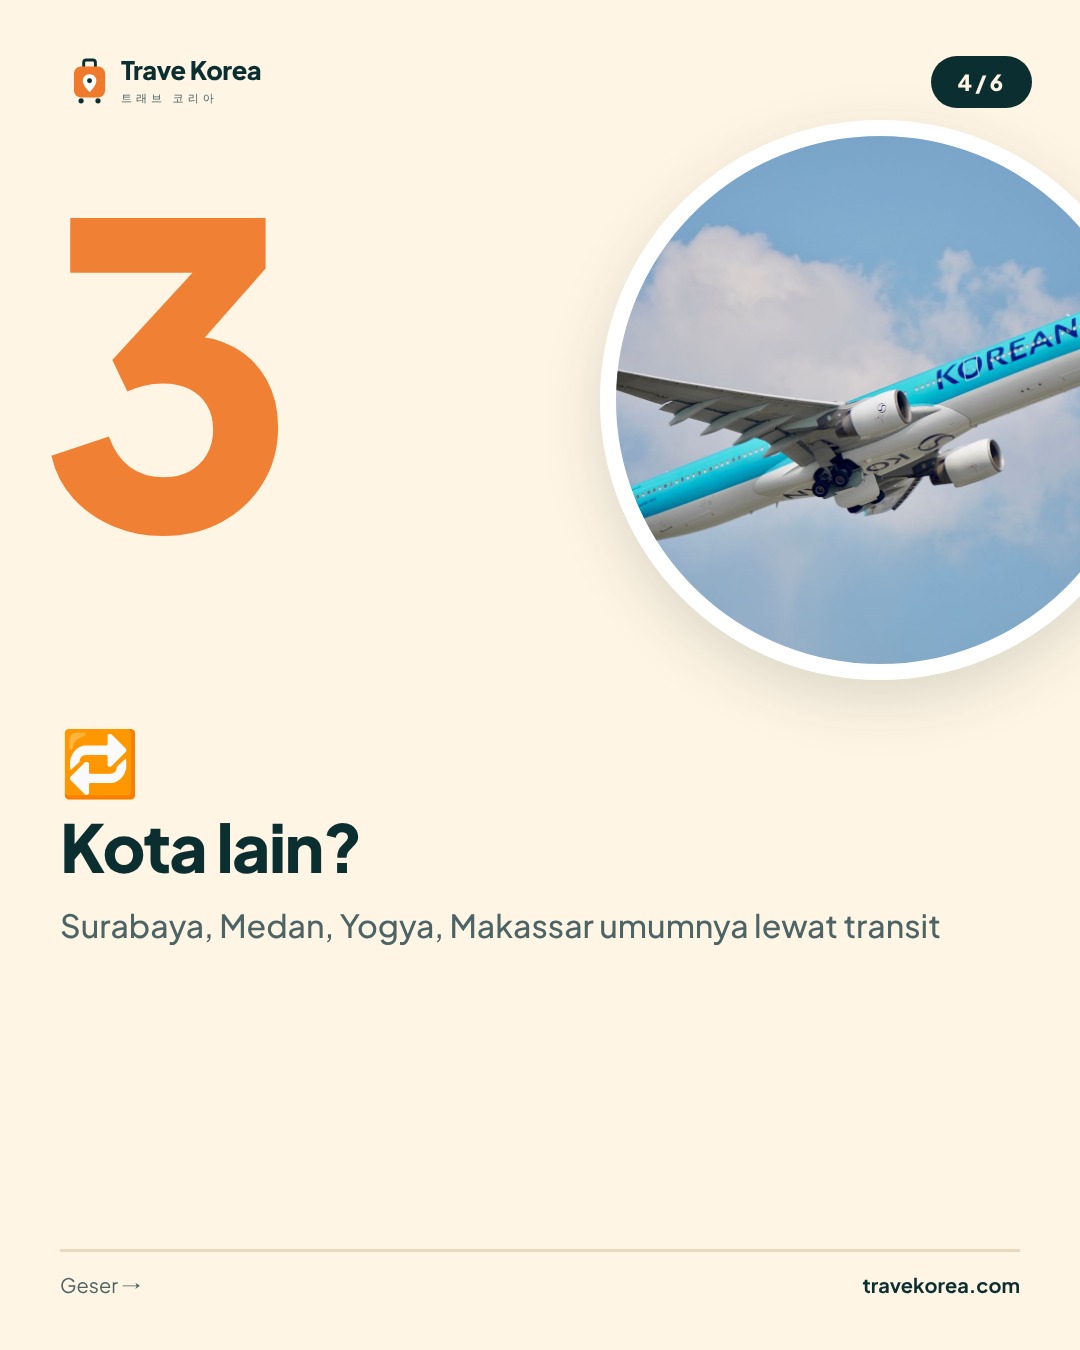 Trave Korea
트래브 코리아
4/6
3
KOREAN
Kota lain?
Surabaya, Medan, Yogya, Makassar umumnya lewat transit
Geser →
travekorea.com